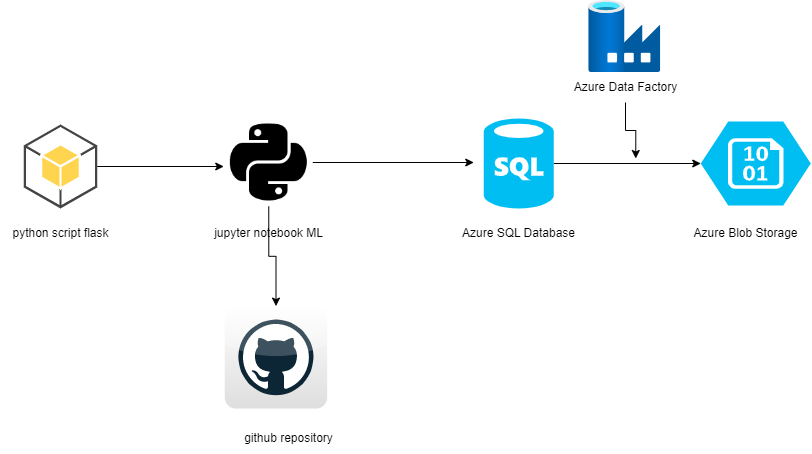 Azure Data Factory
SQL
10
01
python script flask
jupyter notebook ML
Azure SQL Database
Azure Blob Storage
github repository